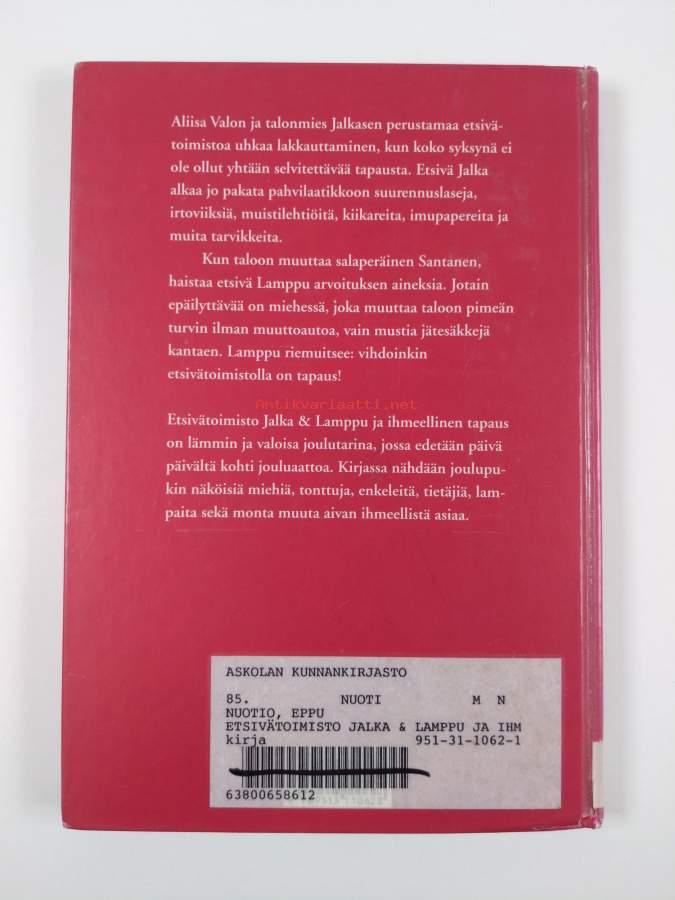 Aliisa Valon ja talonmies Jalkasen perustamaa etsivä-
toimistoa uhkaa lakkauttaminen, kun koko syksynä ei
ole ollut yhtään selvitettävää tapausta. Etsivä Jalka
alkaa jo pakata pahvilaatikkoon suurennuslaseja,
irtoviiksiä, muistilehtiöitä, kiikareita, imupapereita ja
muita tarvikkeita.
Kun taloon muuttaa salaperäinen Santanen,
haistaa etsivä Lamppu arvoituksen aineksia. Jotain
epäilyttävää on miehessä, joka muuttaa taloon pimeän
turvin ilman muuttoautoa, vain mustia jätesäkkejä
kantaen. Lamppu riemuitsee: vihdoinkin
etsivätoimistolla on tapaus!
Antikvariaatti.net
Etsivätoimisto Jalka & Lamppu ja ihmeellinen tapaus
on lämmin ja valoisa joulutarina, jossa edetään päivä
päivältä kohti jouluaattoa. Kirjassa nähdään joulupu-
kin näköisiä miehiä, tonttuja, enkeleitä, tietäjiä, lam-
paita sekä monta muuta aivan ihmeellistä asiaa.
ASKOLAN KUNNANKIRJASTO
85. NUOTI M N
NUOTIO, EPPU
ETSIVÄTOIMISTO JALKA & LAMPPU JA IHM
kirja 951-31-1062-1
63800658612